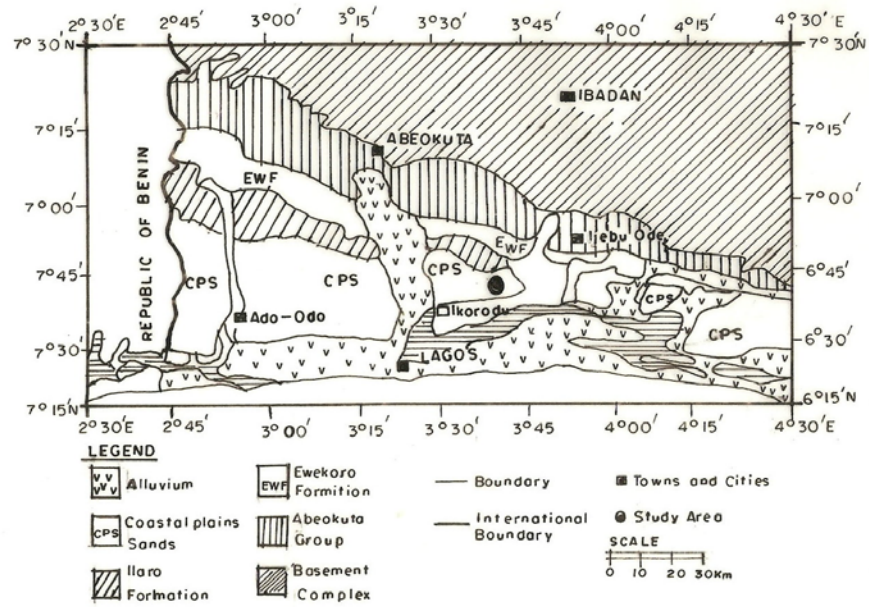 2° 30′E 2° 45′ 3° 00′ 3° 15′ 3° 30′ 3° 45′ 4° 00′ 4° 15′ 4° 30′ E
7° 30′N 7° 30′N
IBADAN
7° 15′ 7° 15′
ABEOKUTA
REPUBLIC OF BENIN
EWF
7° 00′ 7° 00′
EWF Ijebu Ode
CPS CPS CPS
6° 45′ 6° 45′
CPS
Ado-Odo Ikorodu
CPS
6° 30′
7° 30′ LAGOS
7° 15′N 6° 15′N
2° 30′E 2° 45′ 3° 00′ 3° 15′ 3° 30′ 3° 45′ 4° 00′ 4° 15′ 4° 30′ E
LEGEND
Alluvium
CPS Coastal plains
Sands
Ilaro
Formation
EWF Ewekoro
Formition
Abeokuta
Group
Basement
Complex
Boundary
International
Boundary
Towns and Cities
Study Area
SCALE
0 10 20 30Km